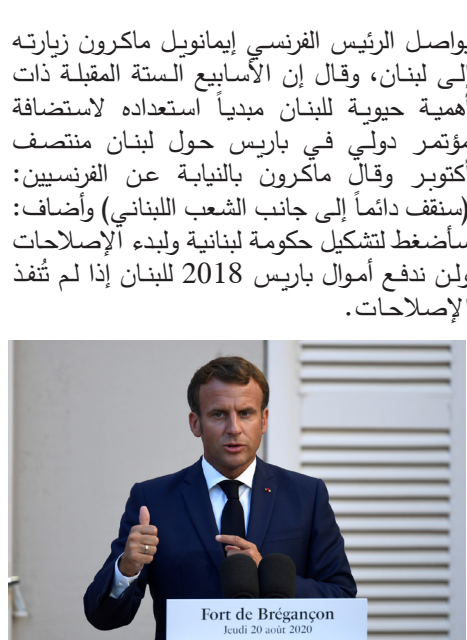 يواصل الرئيس الفرنسي إيمانويل ماكرون زيارته
إلى لبنان، وقال إن الأسابيع الستة المقبلة ذات
أهمية حيوية للبنان مبدياً استعداده لاستضافة
مؤتمر دولي في باريس حول لبنان منتصف
أكتوبر وقال ماكرون بالنيابة عن الفرنسيين:
(سنقف دائماً إلى جانب الشعب اللبناني) وأضاف:
سأضغط لتشكيل حكومة لبنانية ولبدء الإصلاحات
ولن ندفع أموال باريس 2018 للبنان إذا لم تُنفذ
الإصلاحات.
Fort de Brégançon
Jeudi 20 août 2020